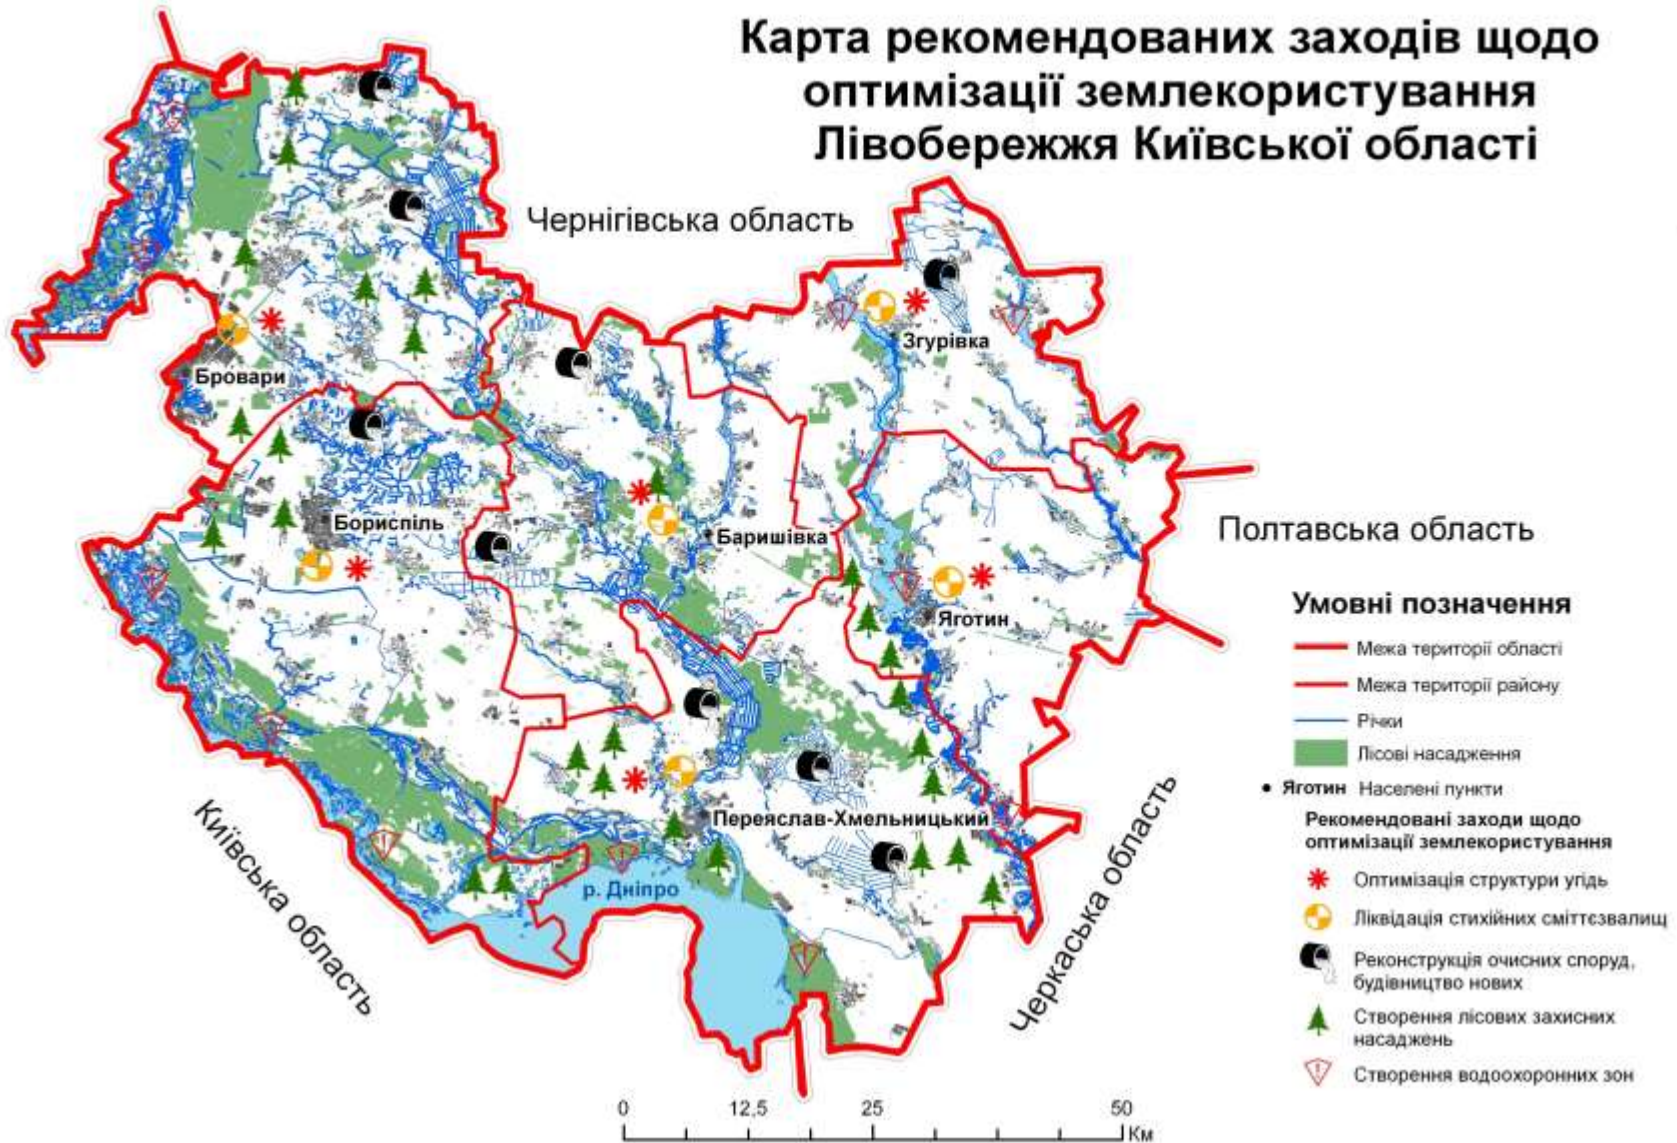 Карта рекомендованих заходів щодо
оптимізації землекористування
Лівобережжя Київської області
Чернігівська область
Згурівка
Бровари
Бориспіль
Баришівка
Полтавська область
Яготин
Переяслав-Хмельницький
р. Дніпро
Київська область
Черкаська область
Умовні позначення
Межа території області
Межа території району
Річки
Лісові насадження
Яготин Населені пункти
Рекомендовані заходи щодо
оптимізації землекористування
Оптимізація структури угідь
Ліквідація стихійних сміттєзвалищ
Реконструкція очисних споруд,
будівництво нових
Створення лісових захисних
насаджень
Створення водоохоронних зон
0 12,5 25 50
Км